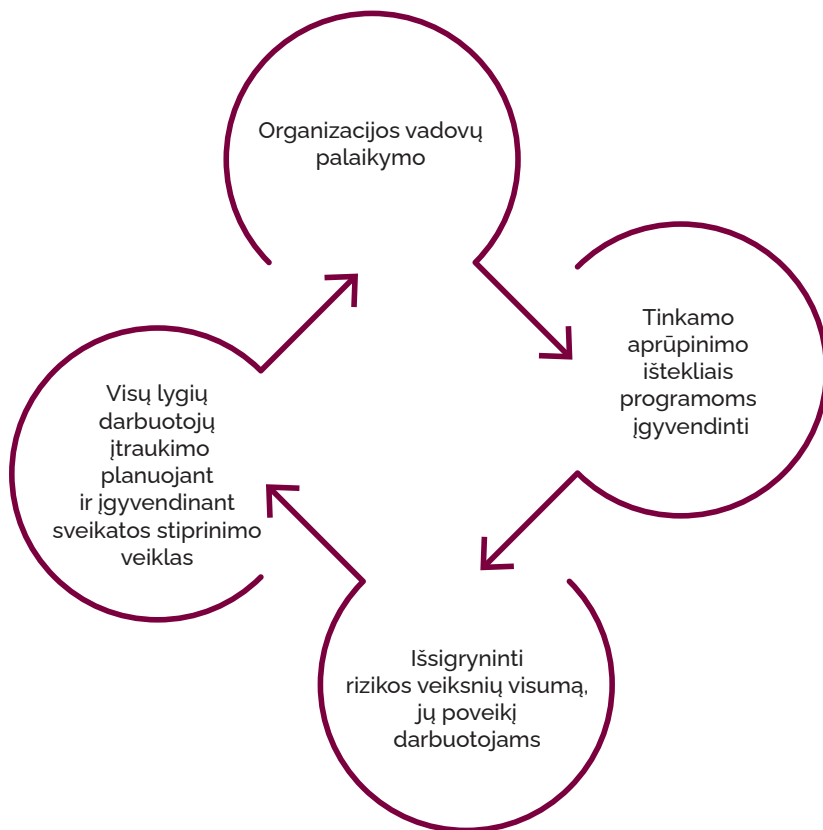 Organizacijos vadovų
palaikymo
Tinkamo
aprūpinimo
ištekliais
programoms
įgyvendinti
Išsigryninti
rizikos veiksnių visumą,
jų poveikį
darbuotojams
Visų lygių
darbuotojų
įtraukimo
planuojant
ir įgyvendinant
sveikatos stiprinimo
veiklas